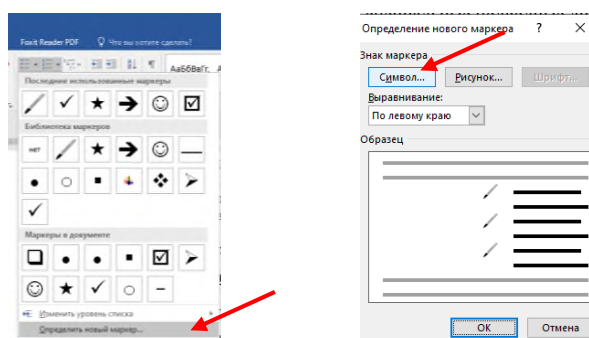 Foxit Reader PDF
Что вы хотите сделать?
АаБбВвГг,
Последние использованные маркеры
Библиотека маркеров
нет
Маркеры в документе
Изменить уровень списка
Определить новый маркер...
Определение нового маркера ? X
Знак маркера
Символ... Рисунок... Шрифт...
Выравнивание:
По левому краю
Образец
ОК Отмена